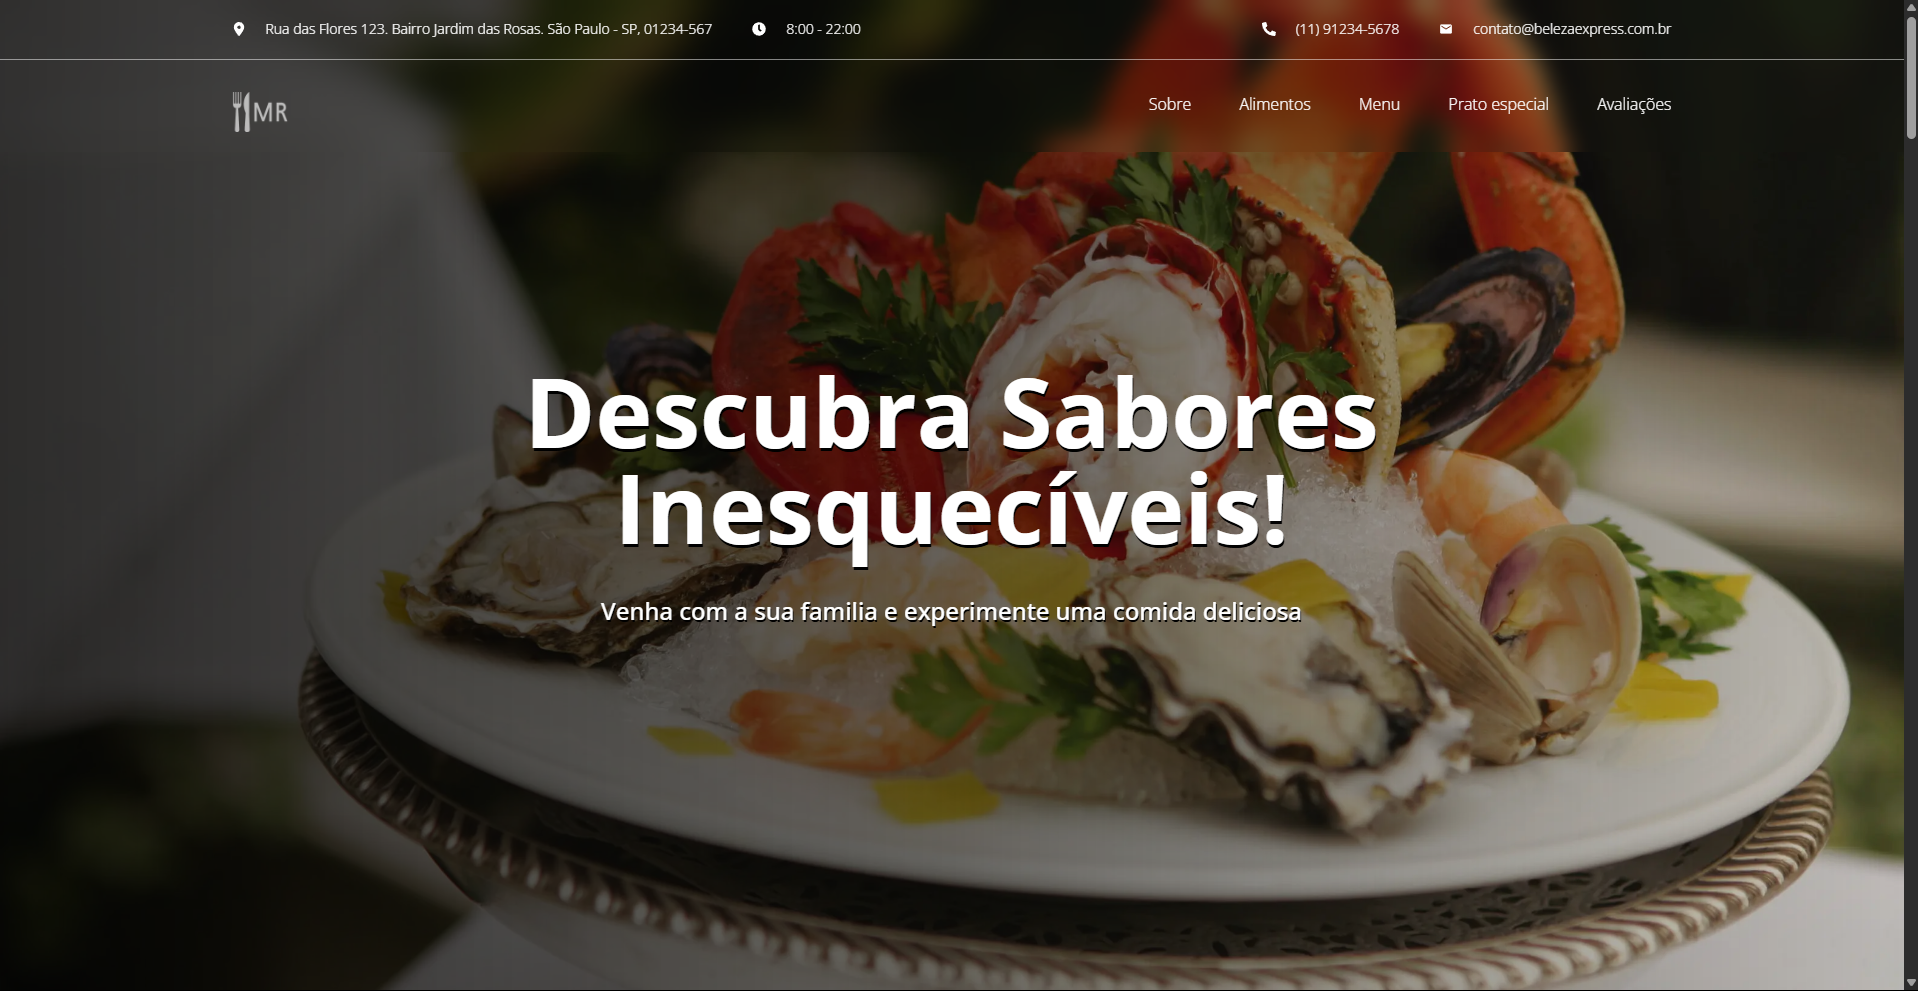 Rua das Flores 123. Bairro Jardim das Rosas. São Paulo - SP, 01234-567
8:00 - 22:00
(11) 91234-5678
contato@belezaexpress.com.br
MR
Sobre
Alimentos
Menu
Prato especial
Avaliações
Descubra Sabores
Inesquecíveis!
Venha com a sua familia e experimente uma comida deliciosa